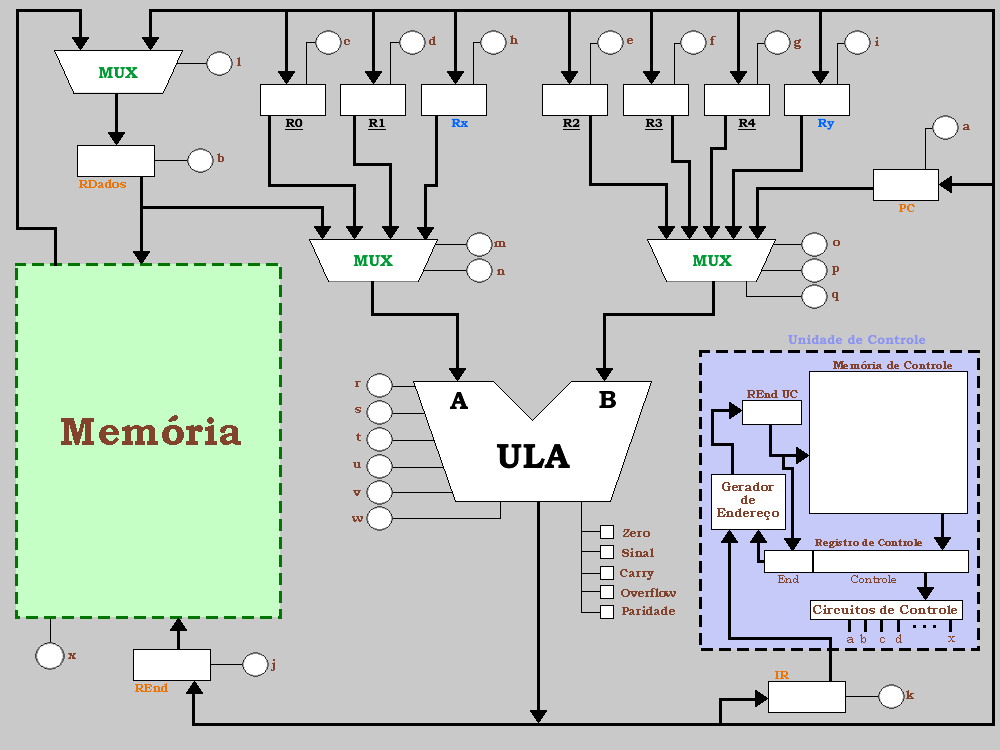 c
d
h
e
f
g
i
MUX
l
R0
R1
Rx
R2
R3
R4
Ry
a
b
RDados
PC
m
n
MUX
o
p
q
MUX
Unidade de Controle
Memória de Controle
REnd UC
r
s
t
u
v
w
A
B
ULA
Memória
Gerador
de
Endereço
Registro de Controle
End
Controle
Circuitos de Controle
a b c d .... x
Zero
Sinal
Carry
Overflow
Paridade
x
j
REnd
IR
k